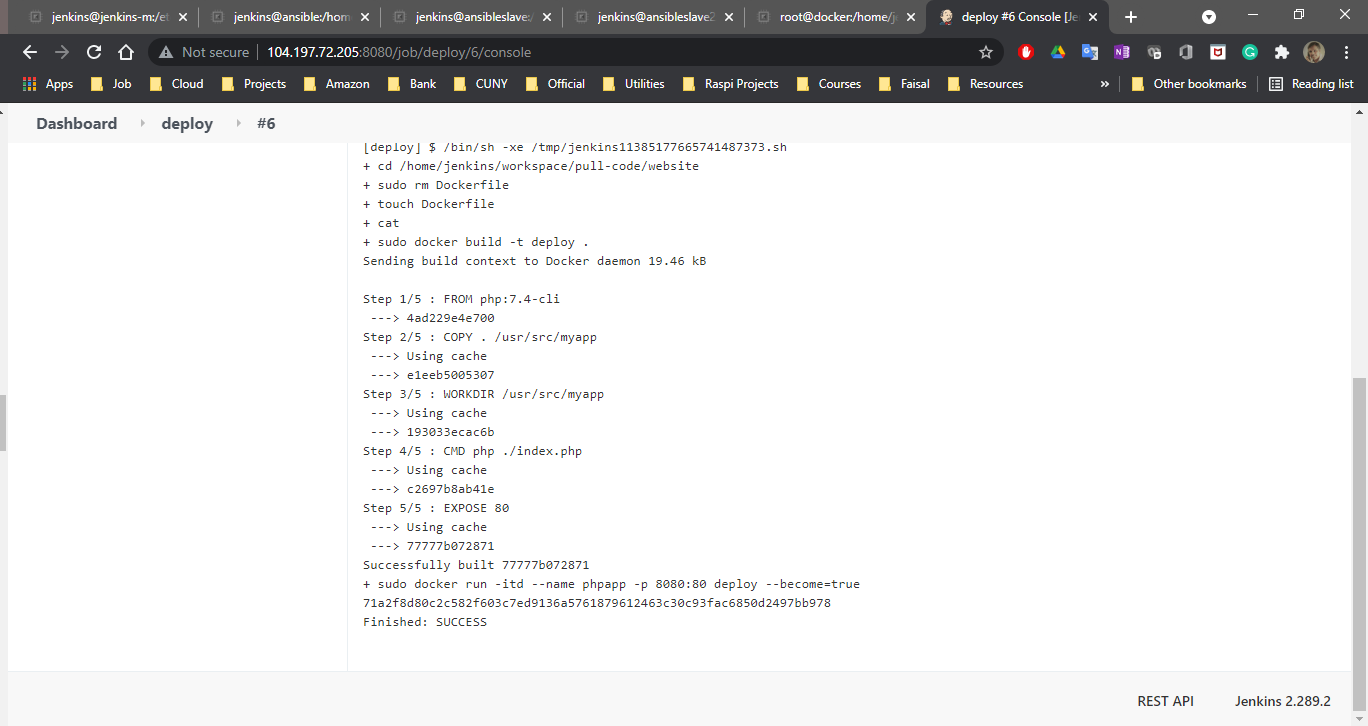 jenkins@jenkins-m:/et
jenkins@ansible:/hom
jenkins@ansibleslave:/
jenkins@ansibleslave2
root@docker:/home/j
deploy #6 Console [Je
Not secure | 104.197.72.205:8080/job/deploy/6/console
Apps Job Cloud Projects Amazon Bank CUNY Official Utilities Raspi Projects Courses Faisal Resources » Other bookmarks Reading list
Dashboard deploy #6
[deploy] $ /bin/sh -xe /tmp/jenkins11385177665741487373.sh
+ cd /home/jenkins/workspace/pull-code/website
+ sudo rm Dockerfile
+ touch Dockerfile
+ cat
+ sudo docker build -t deploy .
Sending build context to Docker daemon 19.46 kB
Step 1/5 : FROM php:7.4-cli
---> 4ad229e4e700
Step 2/5 : COPY . /usr/src/myapp
---> Using cache
---> e1eeb5005307
Step 3/5 : WORKDIR /usr/src/myapp
---> Using cache
---> 193033ecac6b
Step 4/5 : CMD php ./index.php
---> Using cache
---> c2697b8ab41e
Step 5/5 : EXPOSE 80
---> Using cache
---> 77777b072871
Successfully built 77777b072871
+ sudo docker run -itd --name phpapp -p 8080:80 deploy --become=true
71a2f8d80c2c582f603c7ed9136a5761879612463c30c93fac6850d2497bb978
Finished: SUCCESS
REST API Jenkins 2.289.2